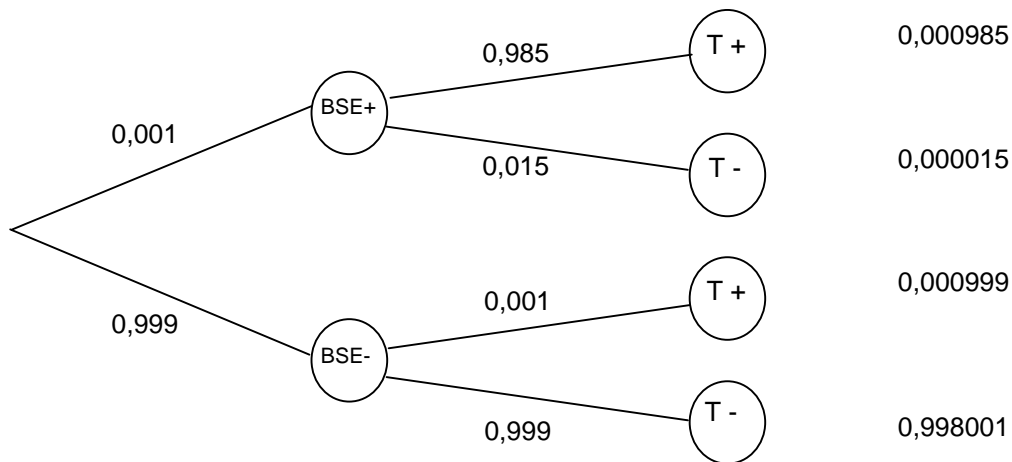 T + 0,000985
0,985
BSE+
0,001
0,015
T - 0,000015
T + 0,000999
0,001
0,999
BSE-
T -
0,999 0,998001